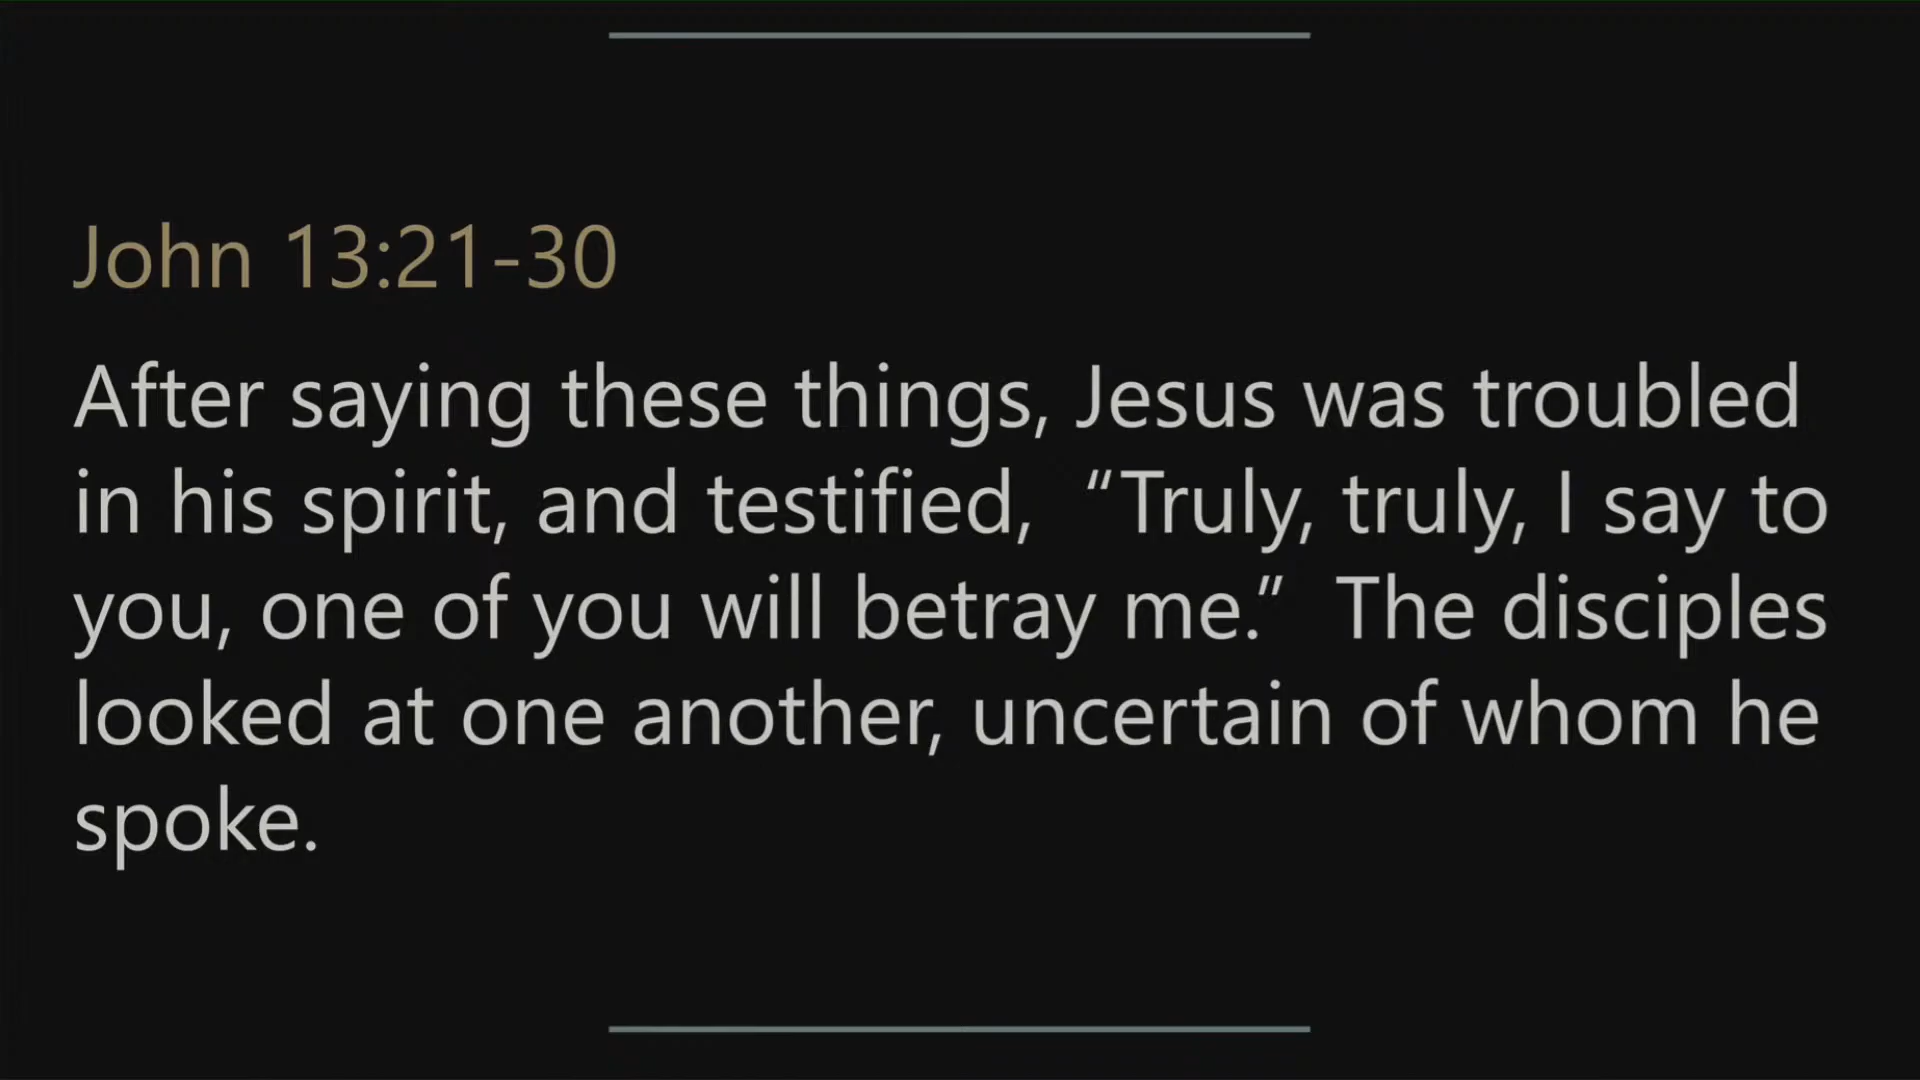 John 13:21-30
After saying these things, Jesus was troubled
in his spirit, and testified,  “Truly, truly, I say to
you, one of you will betray me.”  The disciples
looked at one another, uncertain of whom he
spoke.